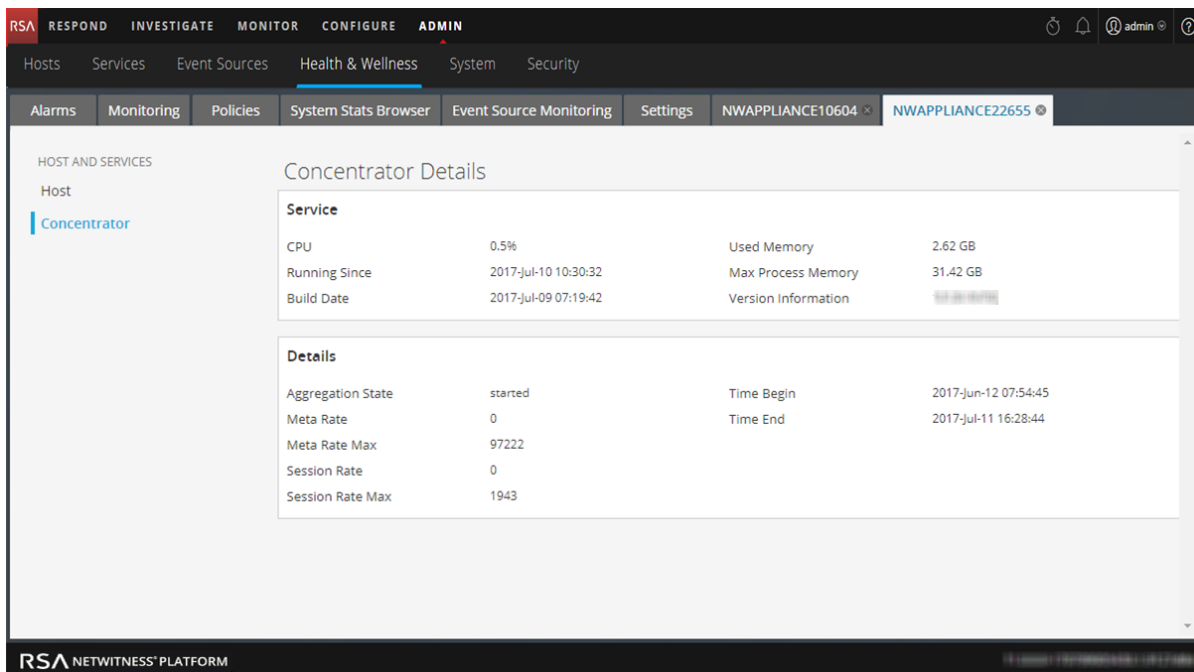 RSA RESPOND INVESTIGATE MONITOR CONFIGURE ADMIN admin ?
Hosts Services Event Sources Health & Wellness System Security
Alarms Monitoring Policies System Stats Browser Event Source Monitoring Settings NWAPPLIANCE10604 NWAPPLIANCE22655
HOST AND SERVICES
Host
Concentrator
Concentrator Details
Service
CPU 0.5% Used Memory 2.62 GB
Running Since 2017-Jul-10 10:30:32 Max Process Memory 31.42 GB
Build Date 2017-Jul-09 07:19:42 Version Information
Details
Aggregation State started Time Begin 2017-Jun-12 07:54:45
Meta Rate 0 Time End 2017-Jul-11 16:28:44
Meta Rate Max 97222
Session Rate 0
Session Rate Max 1943
RSA NETWITNESS® PLATFORM